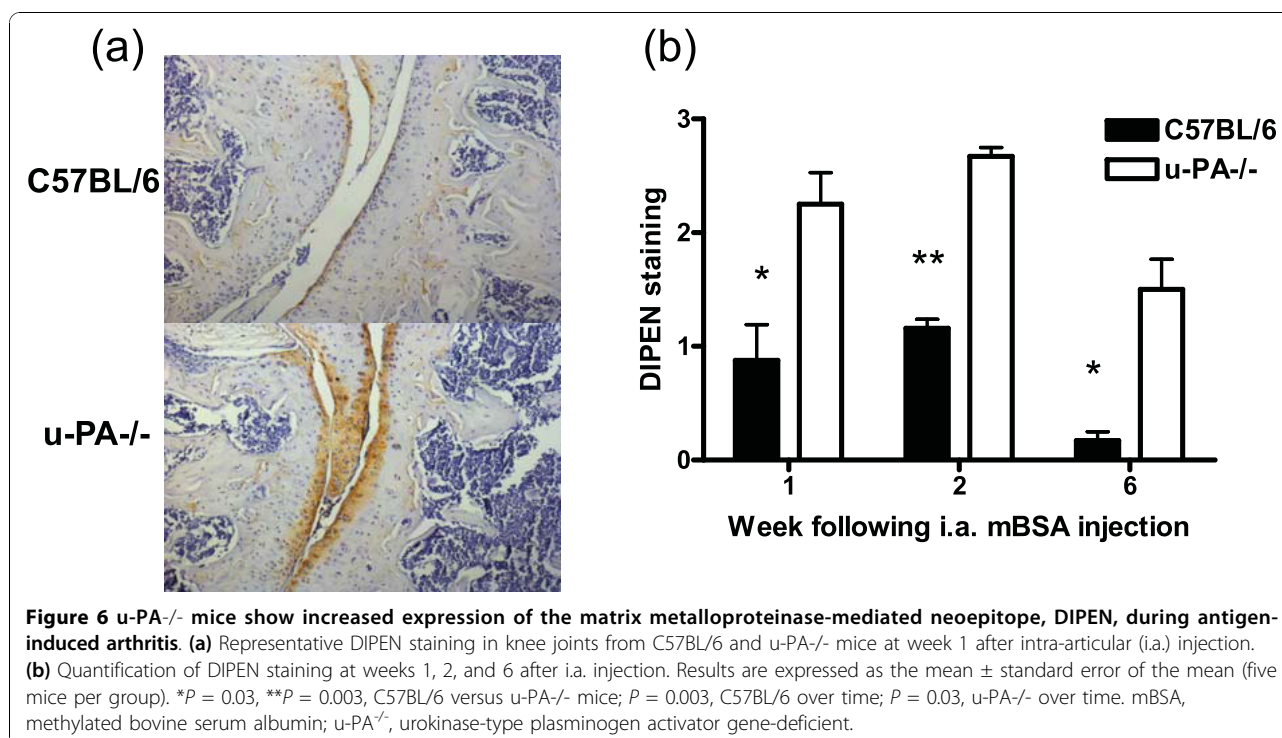 (a)
(b)
C57BL/6
u-PA-/-
3
2
1
0
DIPEN staining
*
**
*
C57BL/6
u-PA-/-
1
2
6
Week following i.a. mBSA injection
Figure 6 u-PA-/- mice show increased expression of the matrix metalloproteinase-mediated neoepitope, DIPEN, during antigen-
induced arthritis. (a) Representative DIPEN staining in knee joints from C57BL/6 and u-PA-/- mice at week 1 after intra-articular (i.a.) injection.
(b) Quantification of DIPEN staining at weeks 1, 2, and 6 after i.a. injection. Results are expressed as the mean ± standard error of the mean (five
mice per group). *P = 0.03, **P = 0.003, C57BL/6 versus u-PA-/- mice; P = 0.003, C57BL/6 over time; P = 0.03, u-PA-/- over time. mBSA,
methylated bovine serum albumin; u-PA-/-, urokinase-type plasminogen activator gene-deficient.